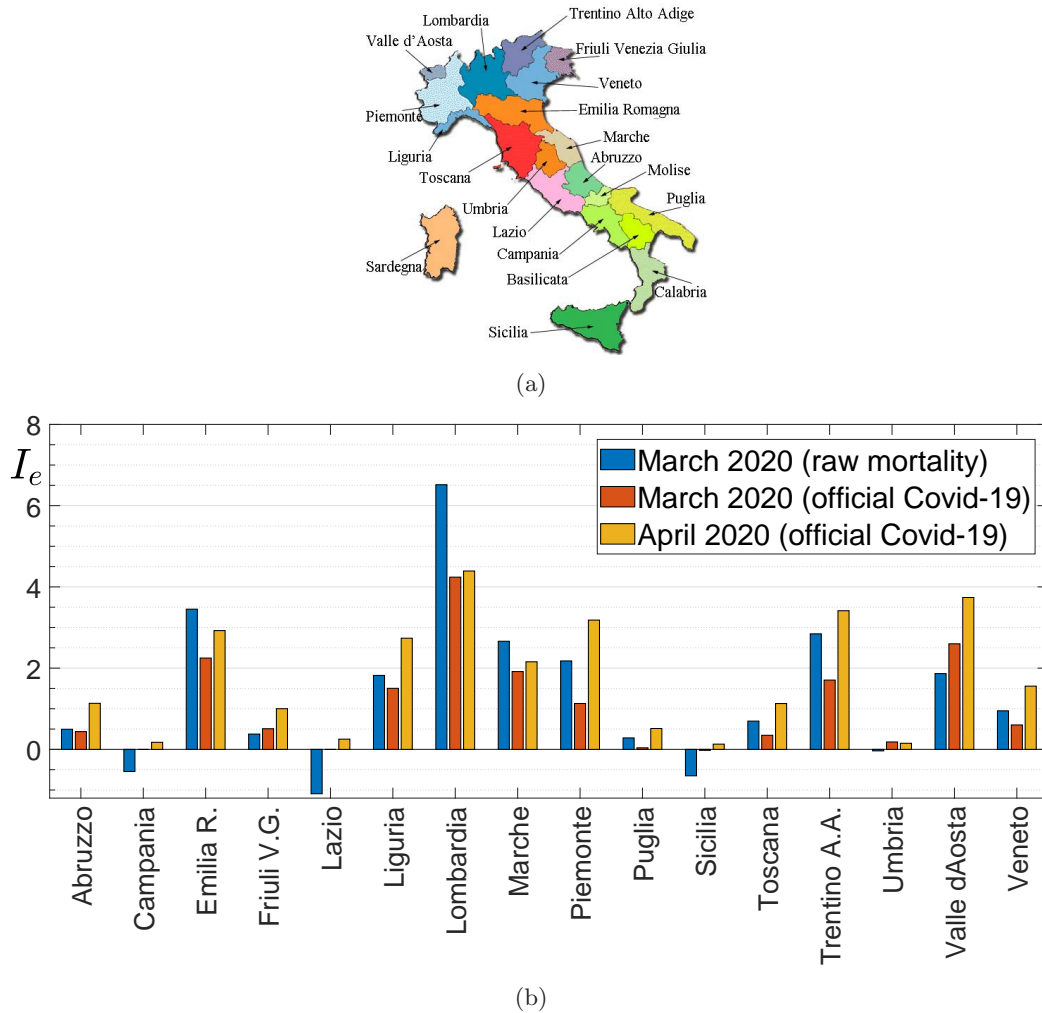 Lombardia
Trentino Alto Adige
Valle d'Aosta
Friuli Venezia Giulia
Veneto
Piemonte
Emilia Romagna
Marche
Liguria
Abruzzo
Toscana
Molise
Umbria
Puglia
Lazio
Campania
Sardegna
Basilicata
Calabria
Sicilia
(a)
8
I_e
6
4
2
0
March 2020 (raw mortality)
March 2020 (official Covid-19)
April 2020 (official Covid-19)
Abruzzo
Campania
Emilia R.
Friuli V.G.
Lazio
Liguria
Lombardia
Marche
Piemonte
Puglia
Sicilia
Toscana
Trentino A.A.
Umbria
Valle dAosta
Veneto
(b)